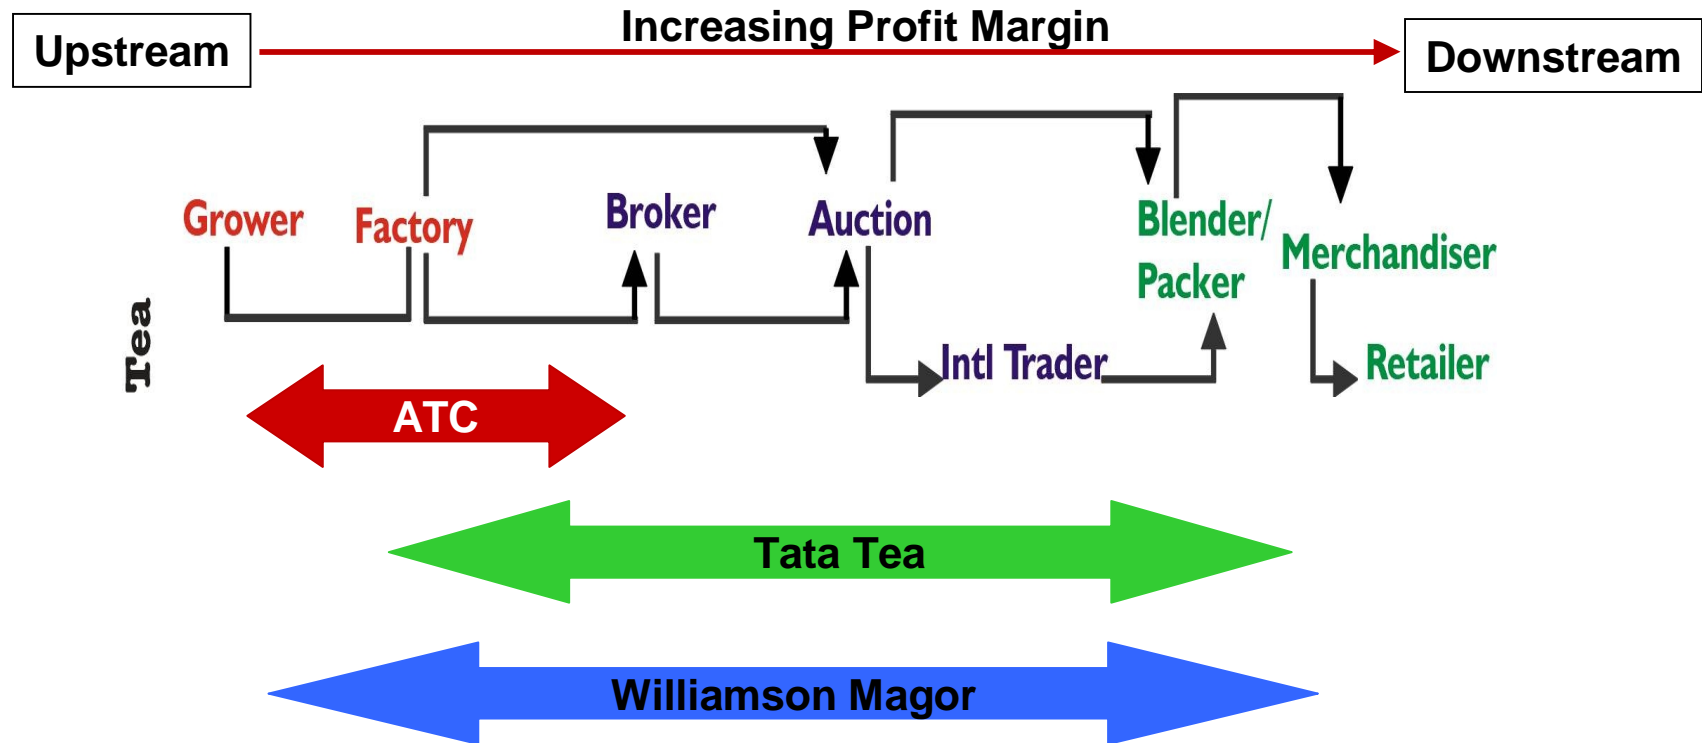 Increasing Profit Margin
Upstream
Downstream
Grower
Factory
Broker
Auction
Blender/
Packer
Merchandiser
Intl Trader
Retailer
Tea
ATC
Tata Tea
Williamson Magor